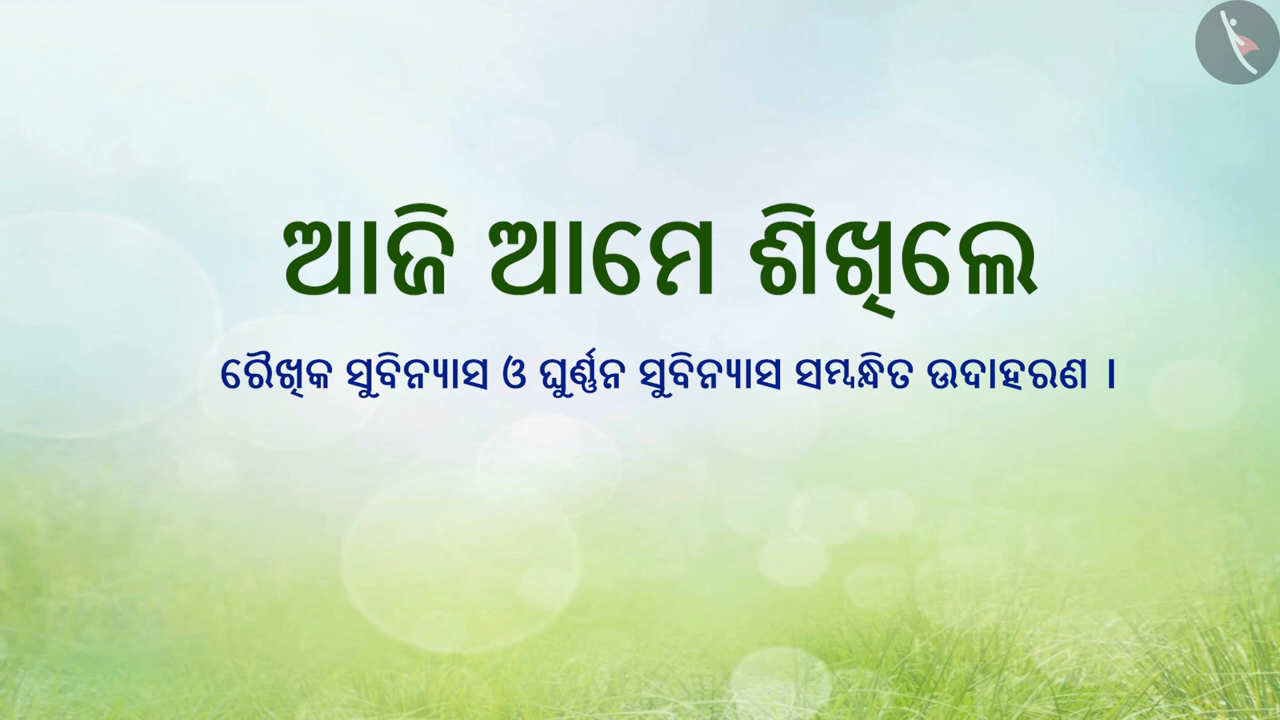 ଆଜି ଆମେ ଶିଖିଲେ
ରୈଖିକ ସୁବିନ୍ୟାସ ଓ ଘୁର୍ଣ୍ଣନ ସୁବିନ୍ୟାସ ସମ୍ବନ୍ଧିତ ଉଦାହରଣ ।